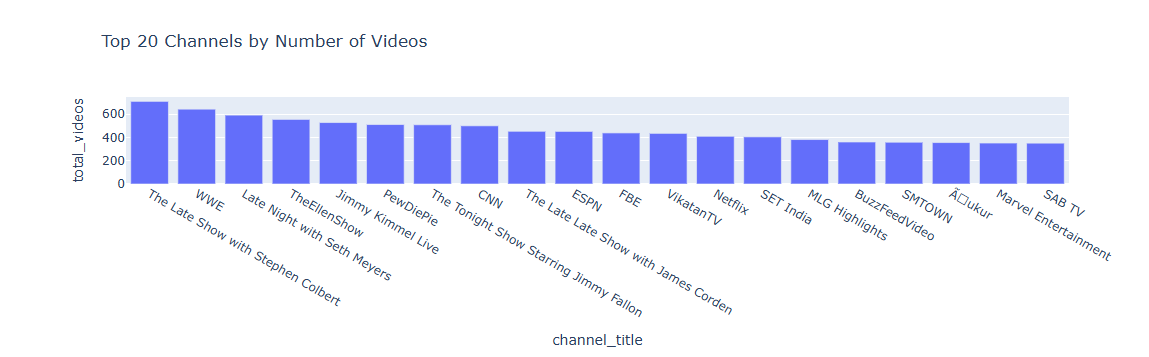 Top 20 Channels by Number of Videos
total_videos
600
400
200
0
The Late Show with Stephen Colbert
WWE
Late Night with Seth Meyers
TheEllenShow
Jimmy Kimmel Live
PewDiePie
The Tonight Show Starring Jimmy Fallon
CNN
The Late Late Show with James Corden
ESPN
FBE
VikatanTV
Netflix
SET India
MLG Highlights
BuzzFeedVideo
SMTOWN
Ã□ukur
Marvel Entertainment
SAB TV
channel_title